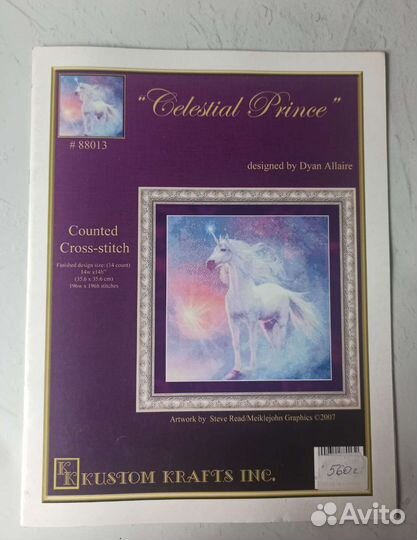 "Celestial Prince"
# 88013
designed by Dyan Allaire
Counted
Cross-stitch
Finished design size: (14 count)
14w x14h"
(35.6 x 35.6 cm)
196w x 196h stitches
Artwork by Steve Read/Meiklejohn Graphics ©2007
KK KUSTOM KRAFTS INC.
Avito